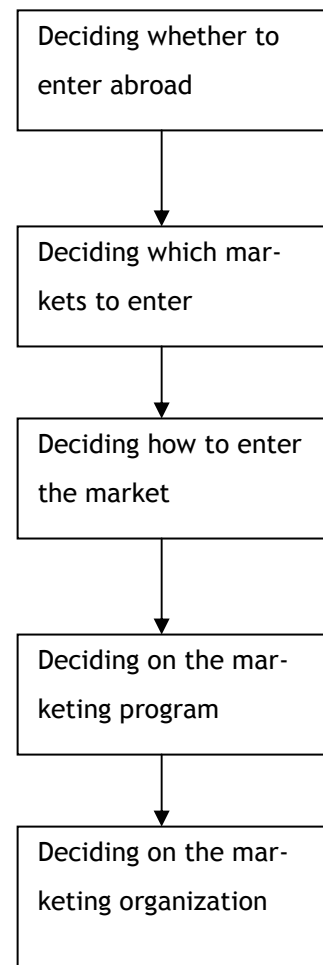 Deciding whether to
enter abroad
Deciding which mar-
kets to enter
Deciding how to enter
the market
Deciding on the mar-
keting program
Deciding on the mar-
keting organization